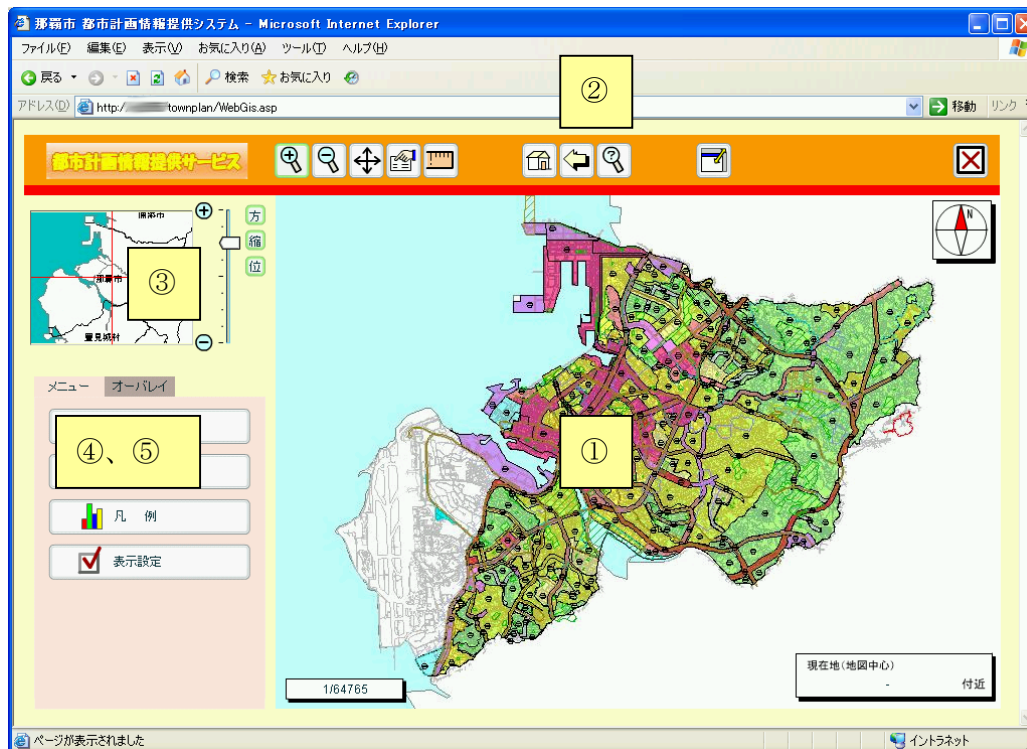 那覇市 都市計画情報提供システム - Microsoft Internet Explorer
ファイル(F) 編集(E) 表示(V) お気に入り(A) ツール(T) ヘルプ(H)
戻る 検索 お気に入り
②
アドレス(D) http:/ townplan/WebGis.asp 移動 リンク
都市計画情報提供サービス
方
縮
位
那覇市
③
豊見城村
N
メニュー オーバレイ
④、⑤
①
凡 例
表示設定
現在地(地図中心)
- 付近
1/64765
ページが表示されました イントラネット